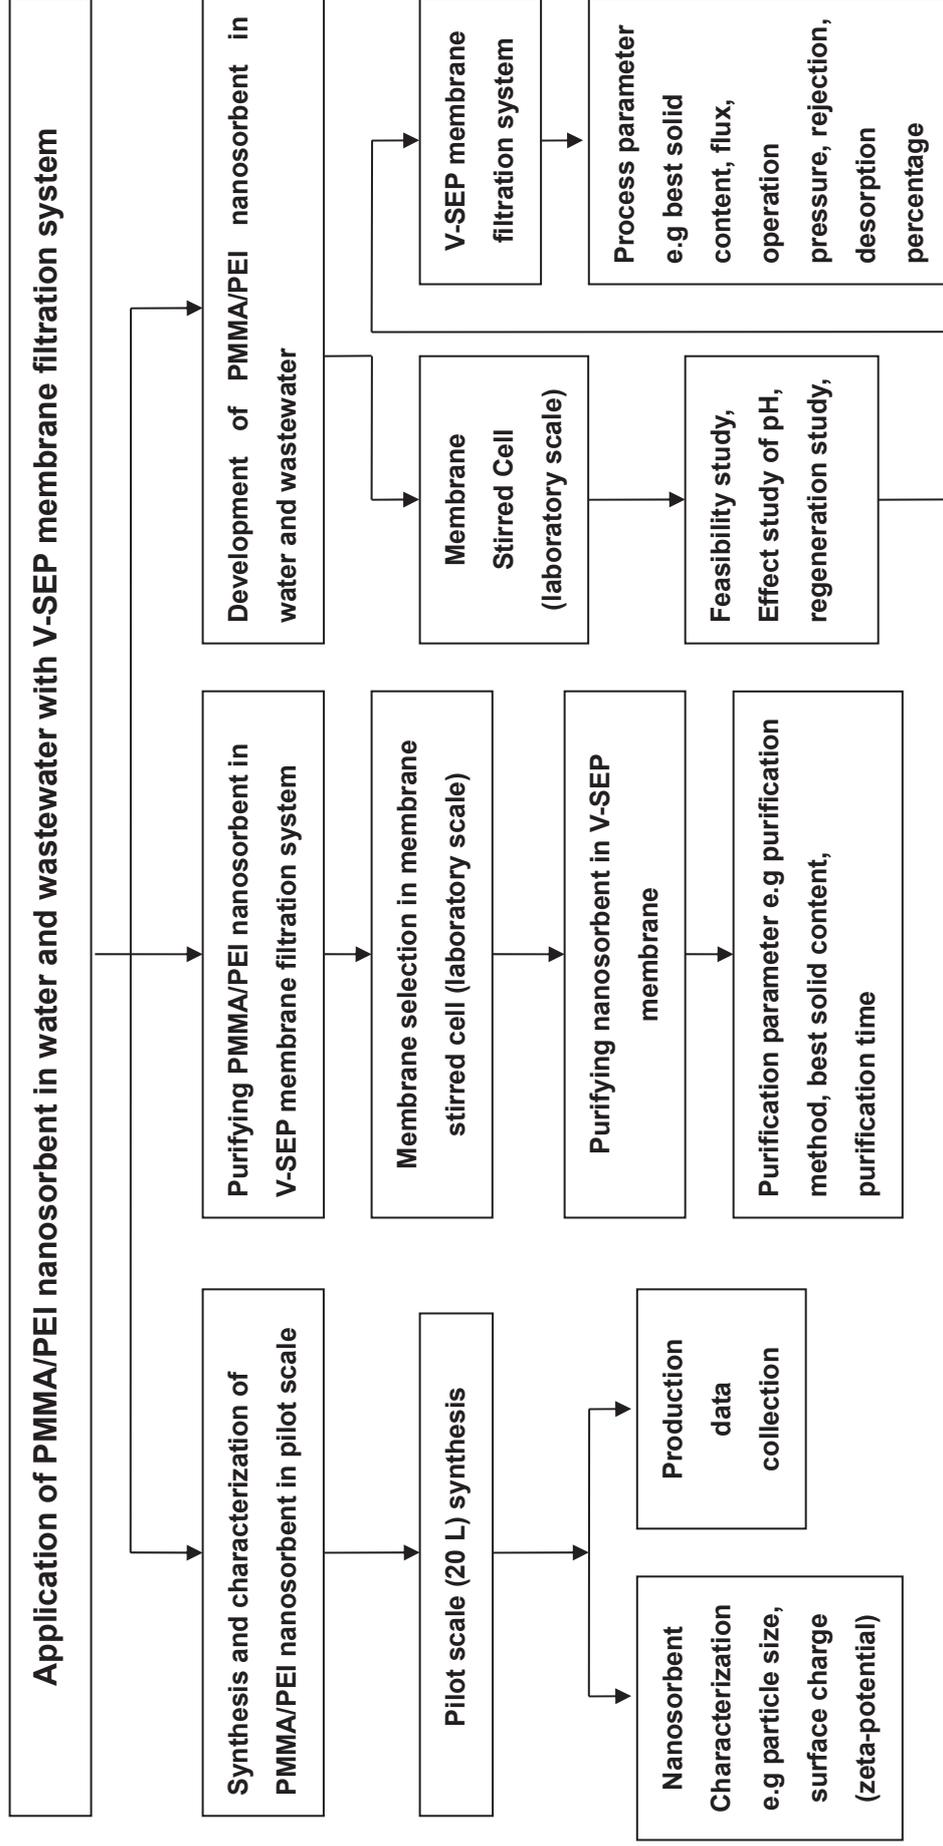 Application of PMMA/PEI nanosorbent in water and wastewater with V-SEP membrane filtration system
Synthesis and characterization of
PMMA/PEI nanosorbent in pilot scale
Pilot scale (20 L) synthesis
Nanosorbent
Characterization
e.g particle size,
surface charge
(zeta-potential)
Production
data
collection
Purifying PMMA/PEI nanosorbent in
V-SEP membrane filtration system
Membrane selection in membrane
stirred cell (laboratory scale)
Purifying nanosorbent in V-SEP
membrane
Purification parameter e.g purification
method, best solid content,
purification time
Development of PMMA/PEI nanosorbent in
water and wastewater
Membrane
Stirred Cell
(laboratory scale)
Feasibility study,
Effect study of pH,
regeneration study,
V-SEP membrane
filtration system
Process parameter
e.g best solid
content, flux,
operation
pressure, rejection,
desorption
percentage